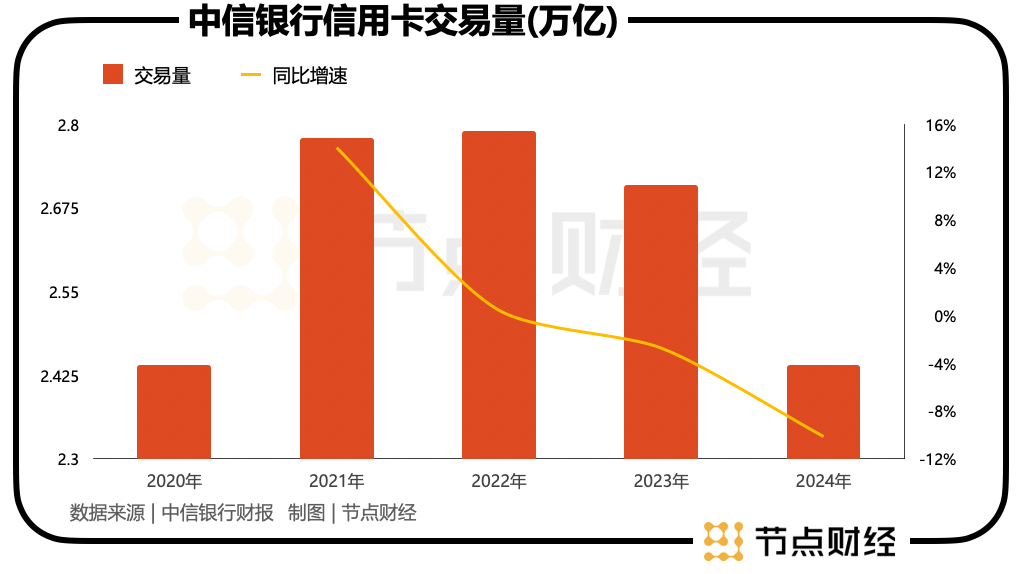 中信银行信用卡交易量(万亿)
交易量 同比增速
2.8
2.675
2.55
2.425
2.3
16%
12%
8%
4%
0%
-4%
-8%
-12%
节点财经
2020年 2021年 2022年 2023年 2024年
数据来源 | 中信银行财报 制图 | 节点财经
节点财经